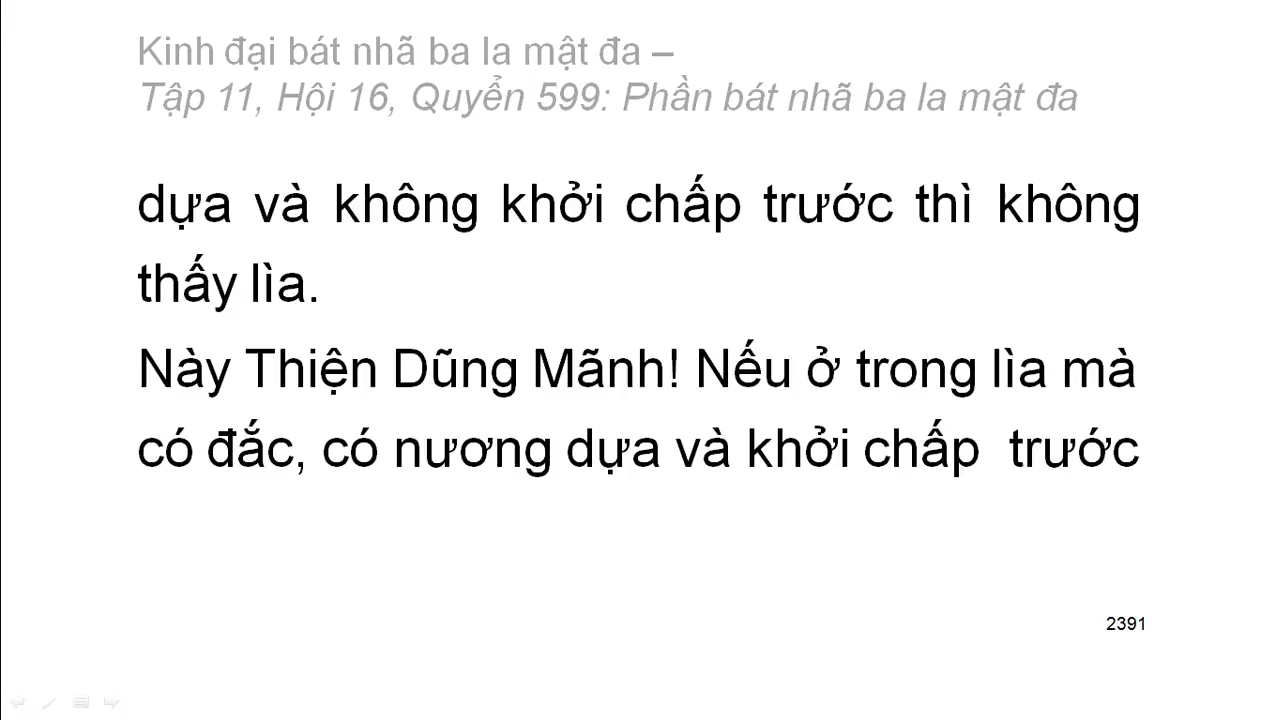 Kinh đại bát nhã ba la mật đa –
Tập 11, Hội 16, Quyển 599: Phần bát nhã ba la mật đa
dựa và không khởi chấp trước thì không
thấy lìa.
Này Thiện Dũng Mãnh! Nếu ở trong lìa mà
có đắc, có nương dựa và khởi chấp trước
2391